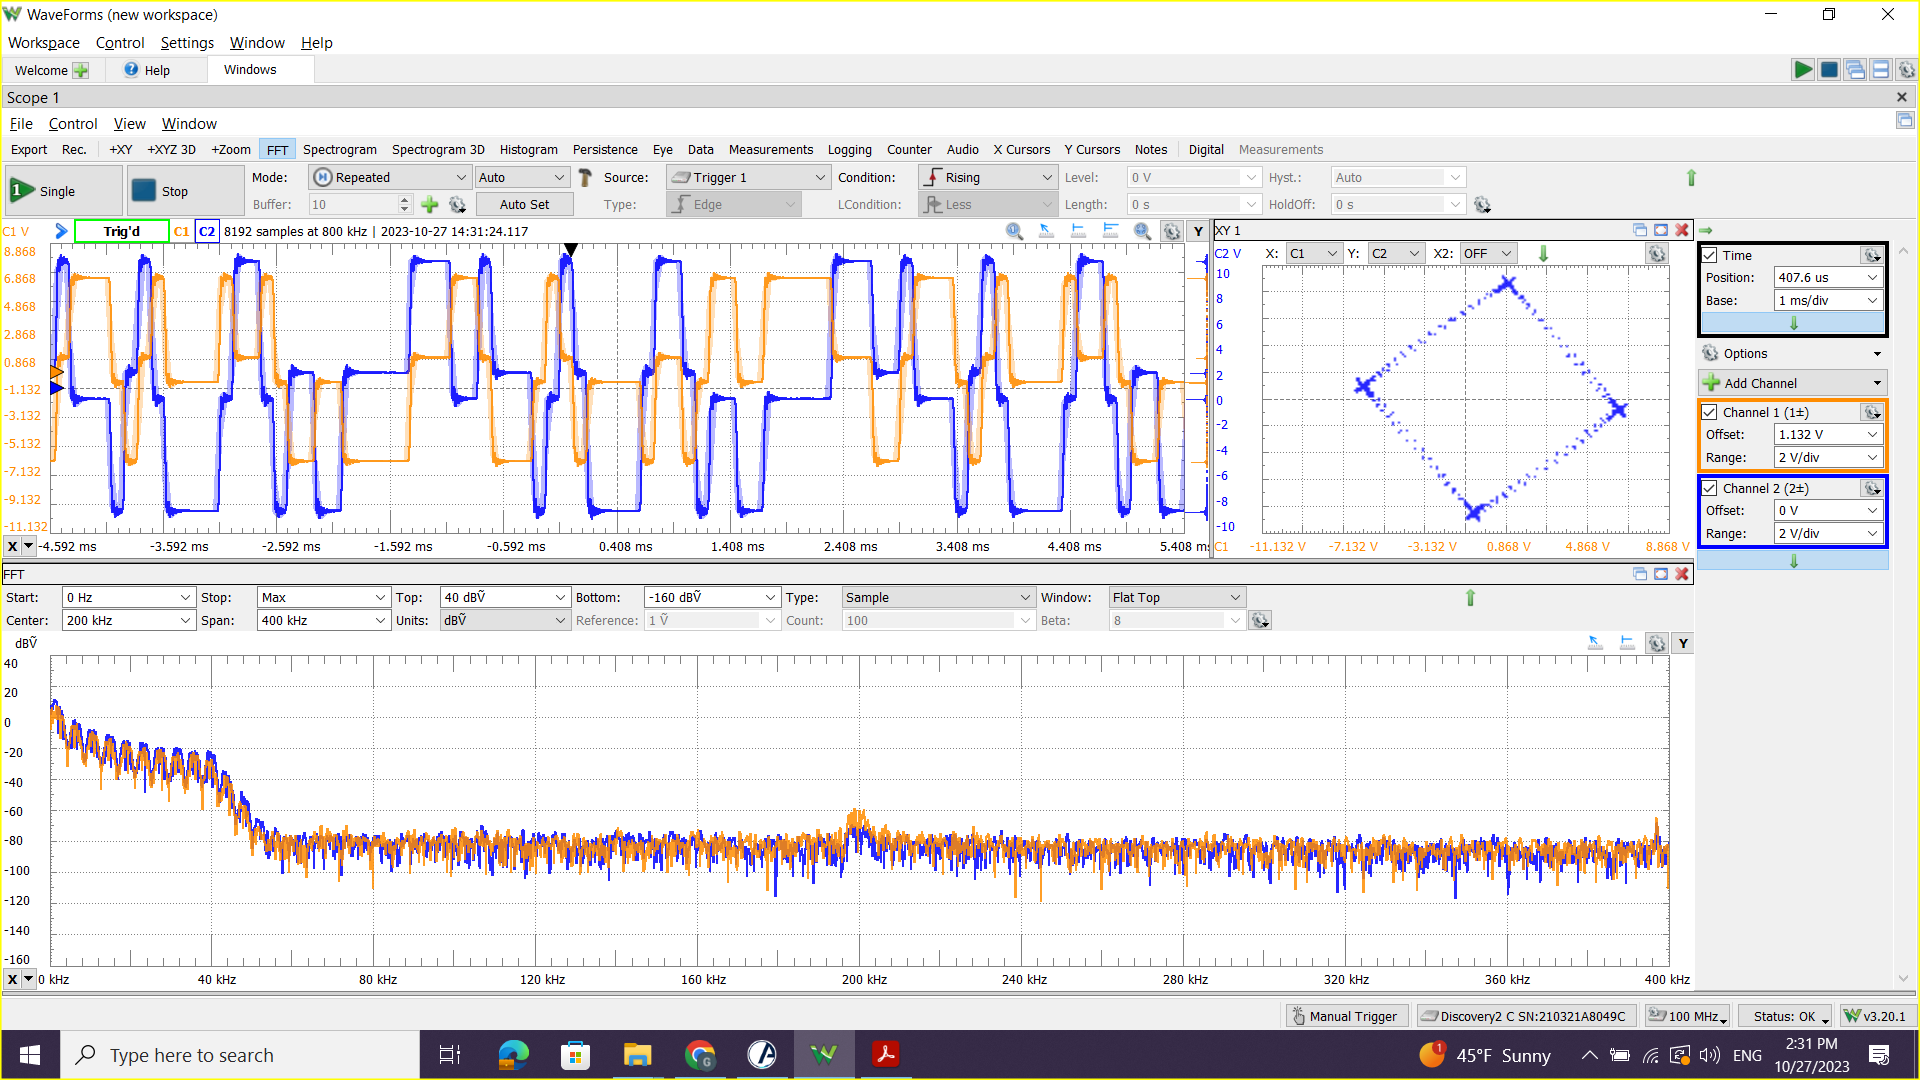 WaveForms (new workspace)
Workspace Control Settings Window Help
Welcome Help Windows
Scope 1
File Control View Window
Export Rec. +XY +XYZ 3D +Zoom FFT Spectrogram Spectrogram 3D Histogram Persistence Eye Data Measurements Logging Counter Audio X Cursors Y Cursors Notes Digital Measurements
1 Single Stop Mode: Repeated Auto Source: Trigger 1 Condition: Rising Level: 0 V Hyst.: Auto
Buffer: 10 Auto Set Type: Edge LCondition: Less Length: 0 s HoldOff: 0 s
C1 V Trig'd C1 C2 8192 samples at 800 kHz | 2023-10-27 14:31:24.117 Y
8.868
6.868
4.868
2.868
0.868
-1.132
-3.132
-5.132
-7.132
-9.132
-11.132
X -4.592 ms -3.592 ms -2.592 ms -1.592 ms -0.592 ms 0.408 ms 1.408 ms 2.408 ms 3.408 ms 4.408 ms 5.408 ms
XY 1
C2 V X: C1 Y: C2 X2: OFF
10
8
6
4
2
0
-2
-4
-6
-8
-10
C1 -11.132 V -7.132 V -3.132 V 0.868 V 4.868 V 8.868 V
Time
Position: 407.6 us
Base: 1 ms/div
Options
Add Channel
Channel 1 (1±)
Offset: 1.132 V
Range: 2 V/div
Channel 2 (2±)
Offset: 0 V
Range: 2 V/div
FFT
Start: 0 Hz Stop: Max Top: 40 dBṼ Bottom: -160 dBṼ Type: Sample Window: Flat Top
Center: 200 kHz Span: 400 kHz Units: dBṼ Reference: 1 Ṽ Count: 100 Beta: 8
dBṼ Y
40
20
0
-20
-40
-60
-80
-100
-120
-140
-160
X 0 kHz 40 kHz 80 kHz 120 kHz 160 kHz 200 kHz 240 kHz 280 kHz 320 kHz 360 kHz 400 kHz
Manual Trigger Discovery2 C SN:210321A8049C 100 MHz Status: OK v3.20.1
Type here to search G 1 45°F Sunny ENG 2:31 PM
10/27/2023